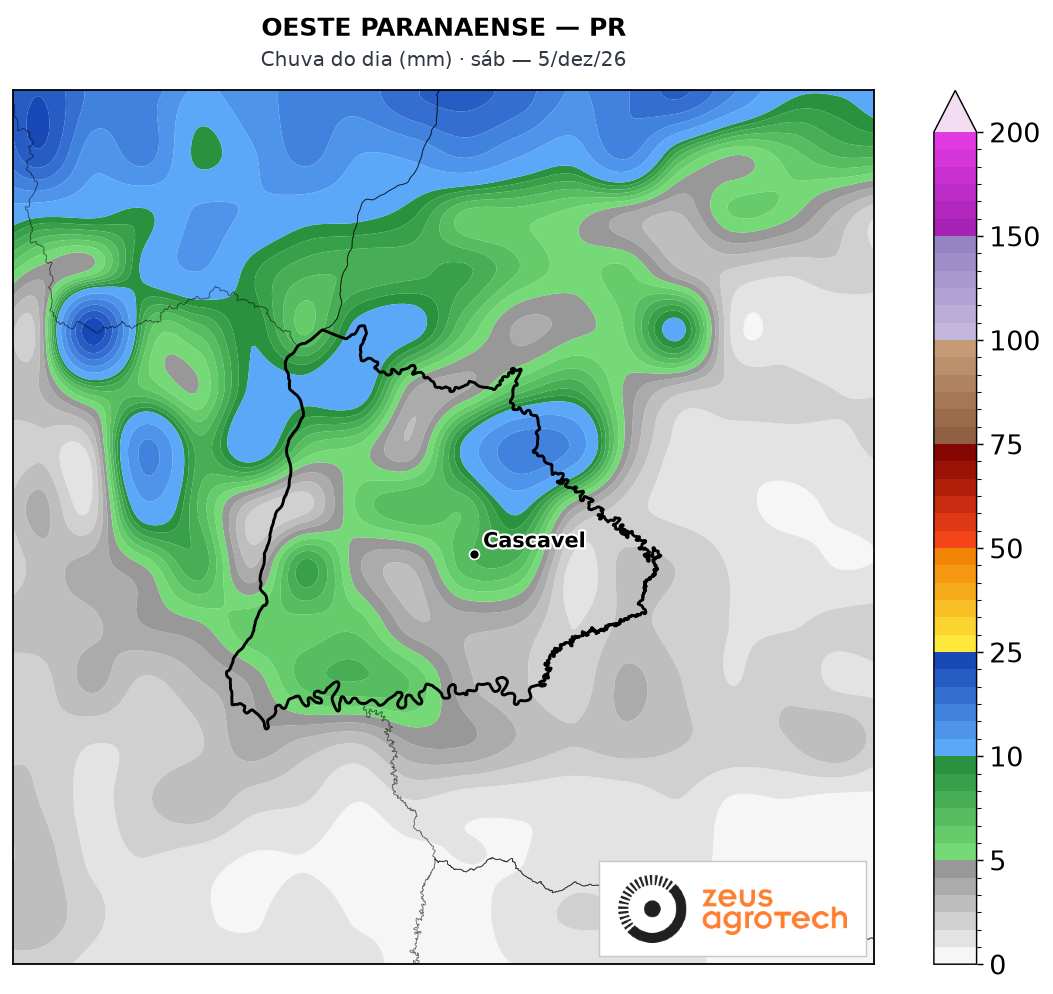 OESTE PARANAENSE — PR
Chuva do dia (mm) · sáb — 5/dez/26
200
150
100
75
50
25
10
5
0
Cascavel
zeus
agrotech